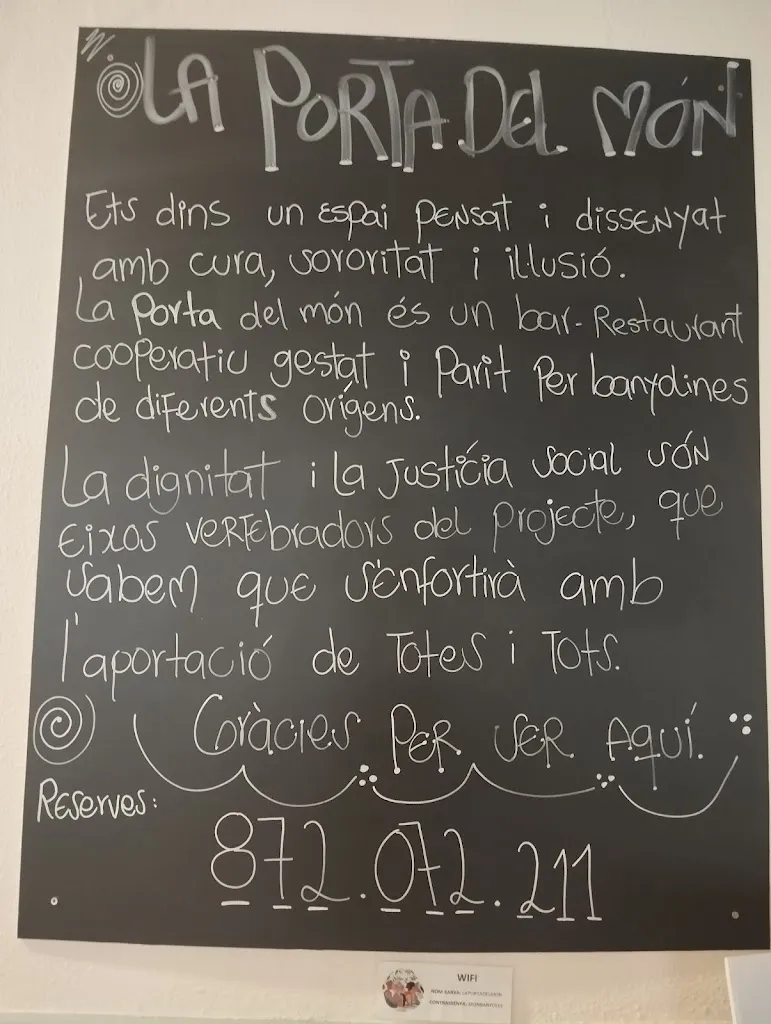 LA PORTA DEL MÓN
Ets dins un espai pensat i dissenyat
amb cura, sororitat i il·lusió.
La Porta del món és un bar-Restaurant
cooperatiu gestat i Parit Per banyolines
de diferents orígens.
La dignitat i la Justícia social són
eixos vertebradors del projecte, que
sabem que s'enfortirà amb
l'aportació de Totes i Tots.
Gràcies PER SER AQUÍ.
Reserves:
872.072.211
WIFI